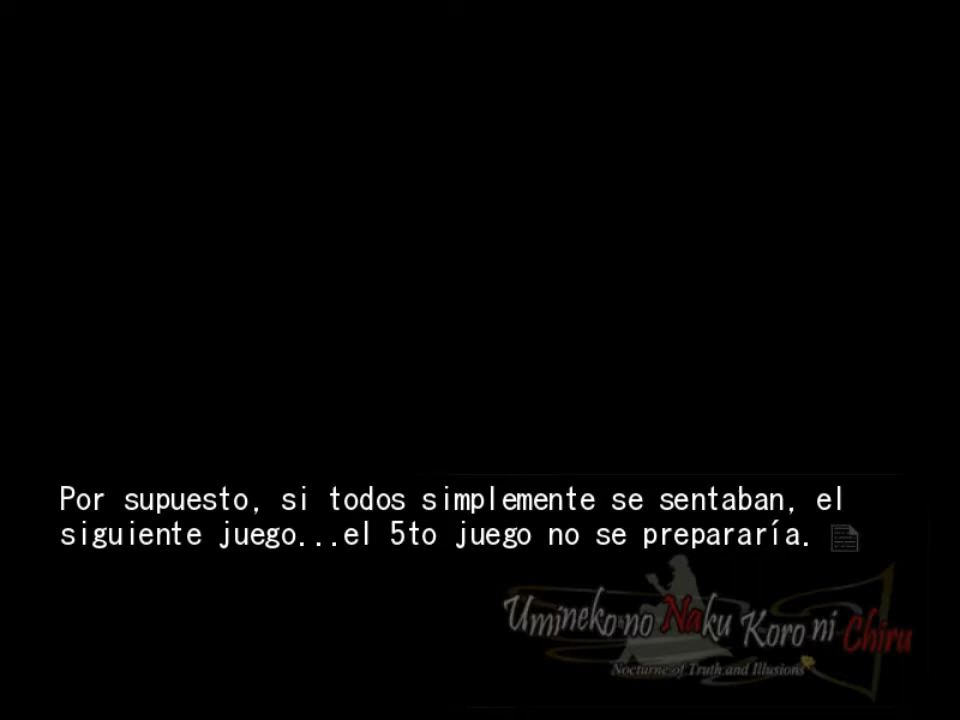 Por supuesto, si todos simplemente se sentaban, el
siguiente juego...el 5to juego no se prepararía.
Umineko no Naku Koro ni Chiru
Nocturne of Truth and Illusions